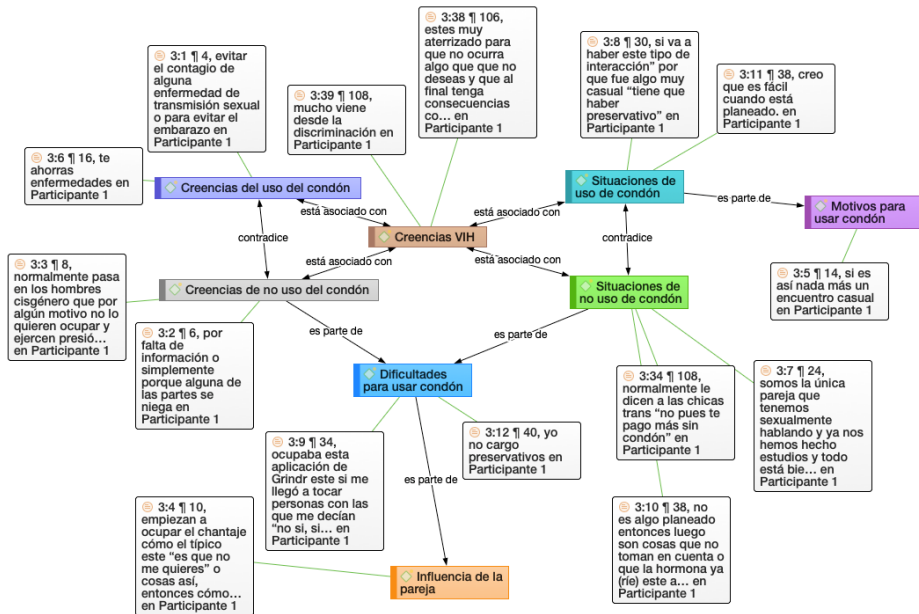 3:38 ¶ 106,
estes muy
aterrizado para
que no ocurra
algo que que no
deseas y que al
final tenga
consecuencias
co… en
Participante 1
3:1 ¶ 4, evitar
el contagio de
alguna
enfermedad de
transmisión sexual
o para evitar el
embarazo en
Participante 1
3:8 ¶ 30, si va a
haber este tipo de
interacción” por
que fue algo muy
casual “tiene que
haber
preservativo” en
Participante 1
3:11 ¶ 38, creo
que es fácil
cuando está
planeado. en
Participante 1
3:39 ¶ 108,
mucho viene
desde la
discriminación en
Participante 1
3:6 ¶ 16, te
ahorras
enfermedades en
Participante 1
Creencias del uso del condón
Situaciones de
uso de condón
es parte de
Motivos para
usar condón
está asociado con
está asociado con
contradice
Creencias VIH
contradice
está asociado con
está asociado con
3:3 ¶ 8,
normalmente pasa
en los hombres
cisgénero que por
algún motivo no lo
quieren ocupar y
ejercen presió…
en Participante 1
Creencias de no uso del condón
Situaciones de
no uso de condón
3:5 ¶ 14, si es
así nada más un
encuentro casual
en Participante 1
3:2 ¶ 6, por
falta de
información o
simplemente
porque alguna de
las partes se
niega en
Participante 1
es parte de
es parte de
Dificultades
para usar condón
3:34 ¶ 108,
normalmente le
dicen a las chicas
trans “no pues te
pago más sin
condón” en
Participante 1
3:7 ¶ 24,
somos la única
pareja que
tenemos
sexualmente
hablando y ya nos
hemos hecho
estudios y todo
está bie… en
Participante 1
3:9 ¶ 34,
ocupaba esta
aplicación de
Grindr este si me
llegó a tocar
personas con las
que me decían
“no si, si… en
Participante 1
3:12 ¶ 40, yo
no cargo
preservativos en
Participante 1
es parte de
3:4 ¶ 10,
empiezan a
ocupar el chantaje
cómo el típico
este “es que no
me quieres” o
cosas así,
entonces cómo…
en Participante 1
3:10 ¶ 38, no
es algo planeado
entonces luego
son cosas que no
toman en cuenta o
que la hormona ya
(ríe) este a… en
Participante 1
Influencia de la
pareja